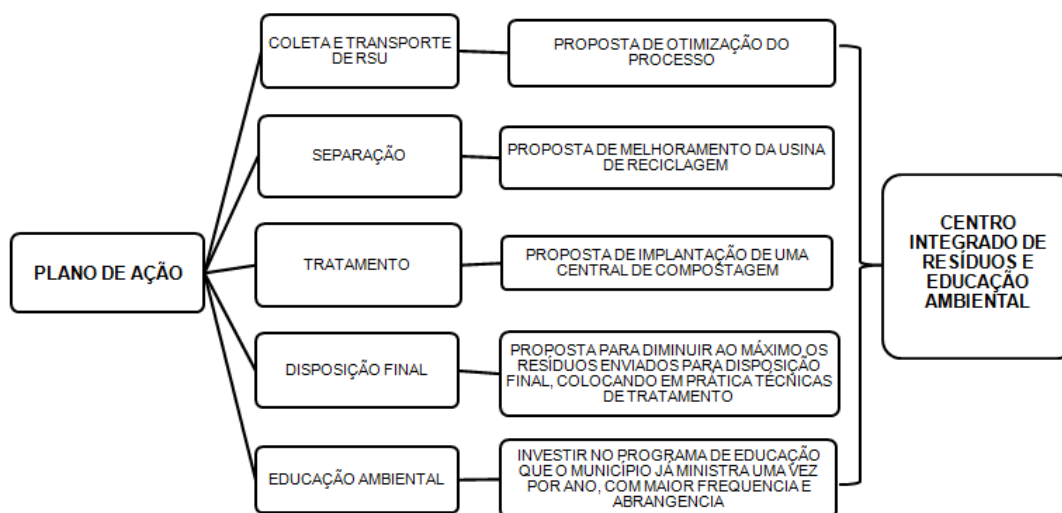 COLETA E TRANSPORTE
DE RSU
PROPOSTA DE OTIMIZAÇÃO DO
PROCESSO
SEPARAÇÃO
PROPOSTA DE MELHORAMENTO DA USINA
DE RECICLAGEM
PLANO DE AÇÃO
TRATAMENTO
PROPOSTA DE IMPLANTAÇÃO DE UMA
CENTRAL DE COMPOSTAGEM
DISPOSIÇÃO FINAL
PROPOSTA PARA DIMINUIR AO MÁXIMO OS
RESÍDUOS ENVIADOS PARA DISPOSIÇÃO
FINAL, COLOCANDO EM PRÁTICA TÉCNICAS
DE TRATAMENTO
EDUCAÇÃO AMBIENTAL
INVESTIR NO PROGRAMA DE EDUCAÇÃO
QUE O MUNICÍPIO JÁ MINISTRA UMA VEZ
POR ANO, COM MAIOR FREQUENCIA E
ABRANGENCIA
CENTRO
INTEGRADO DE
RESÍDUOS E
EDUCAÇÃO
AMBIENTAL